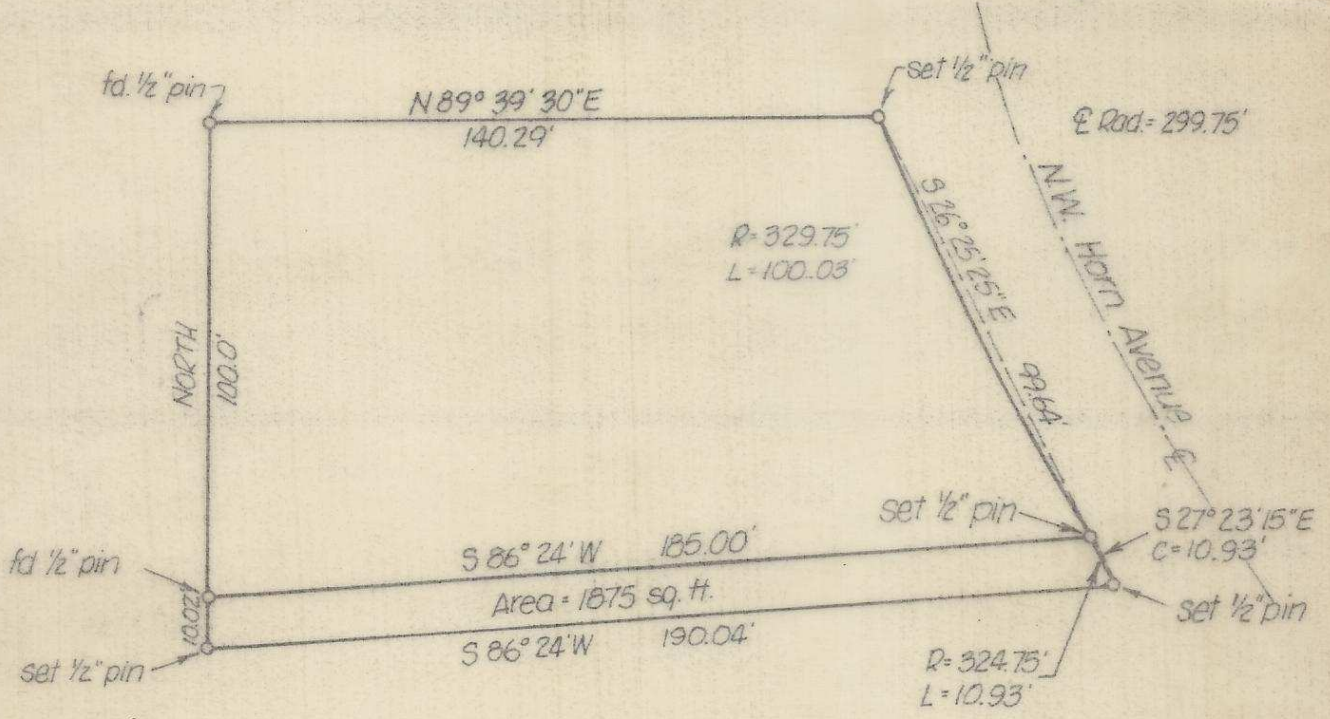 fd. 1/2" pin
N 89° 39' 30" E
140.29'
set 1/2" pin
℄ Rad. = 299.75'
N.W. Horn Avenue ℄
S 26° 25' 25" E 99.64'
R = 329.75'
L = 100.03'
NORTH
100.0'
set 1/2" pin
S 27° 23' 15" E
C = 10.93'
fd 1/2" pin
S 86° 24' W 185.00'
Area = 1875 sq. ft.
10.02'
S 86° 24' W 190.04'
set 1/2" pin
set 1/2" pin
R = 324.75'
L = 10.93'